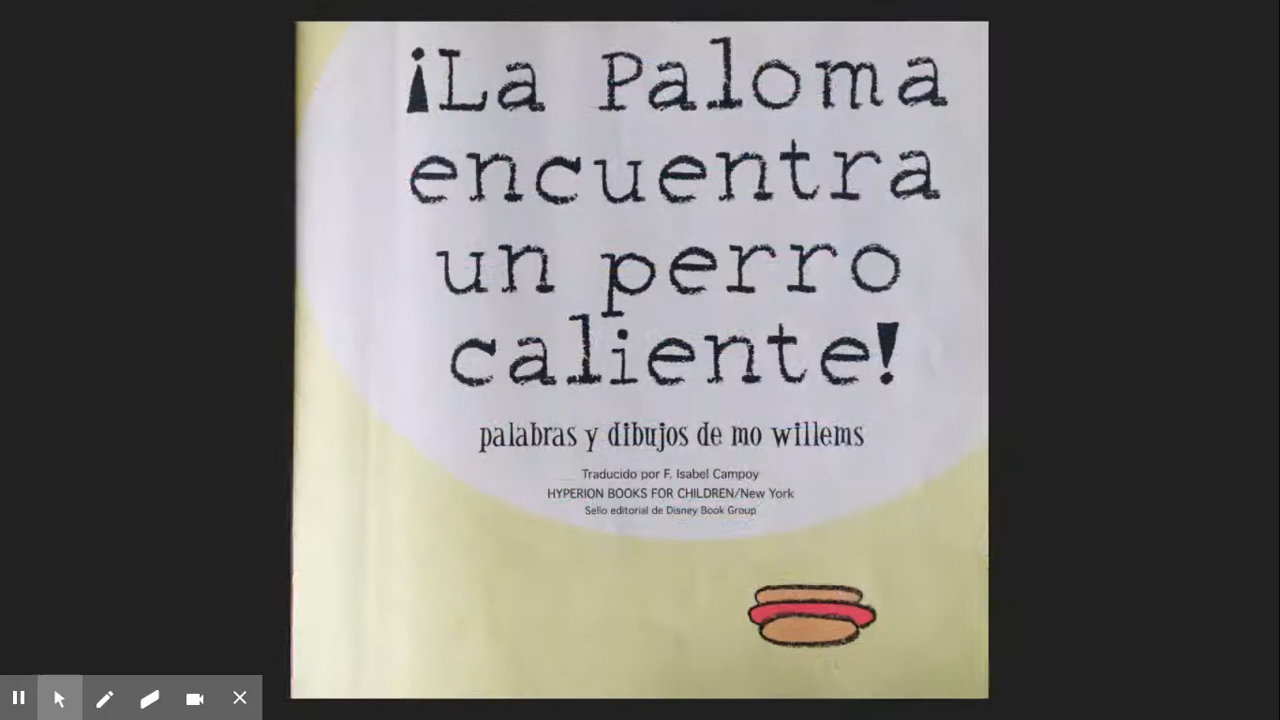 ¡La Paloma
encuentra
un perro
caliente!
palabras y dibujos de mo willems
Traducido por F. Isabel Campoy
HYPERION BOOKS FOR CHILDREN/New York
Sello editorial de Disney Book Group